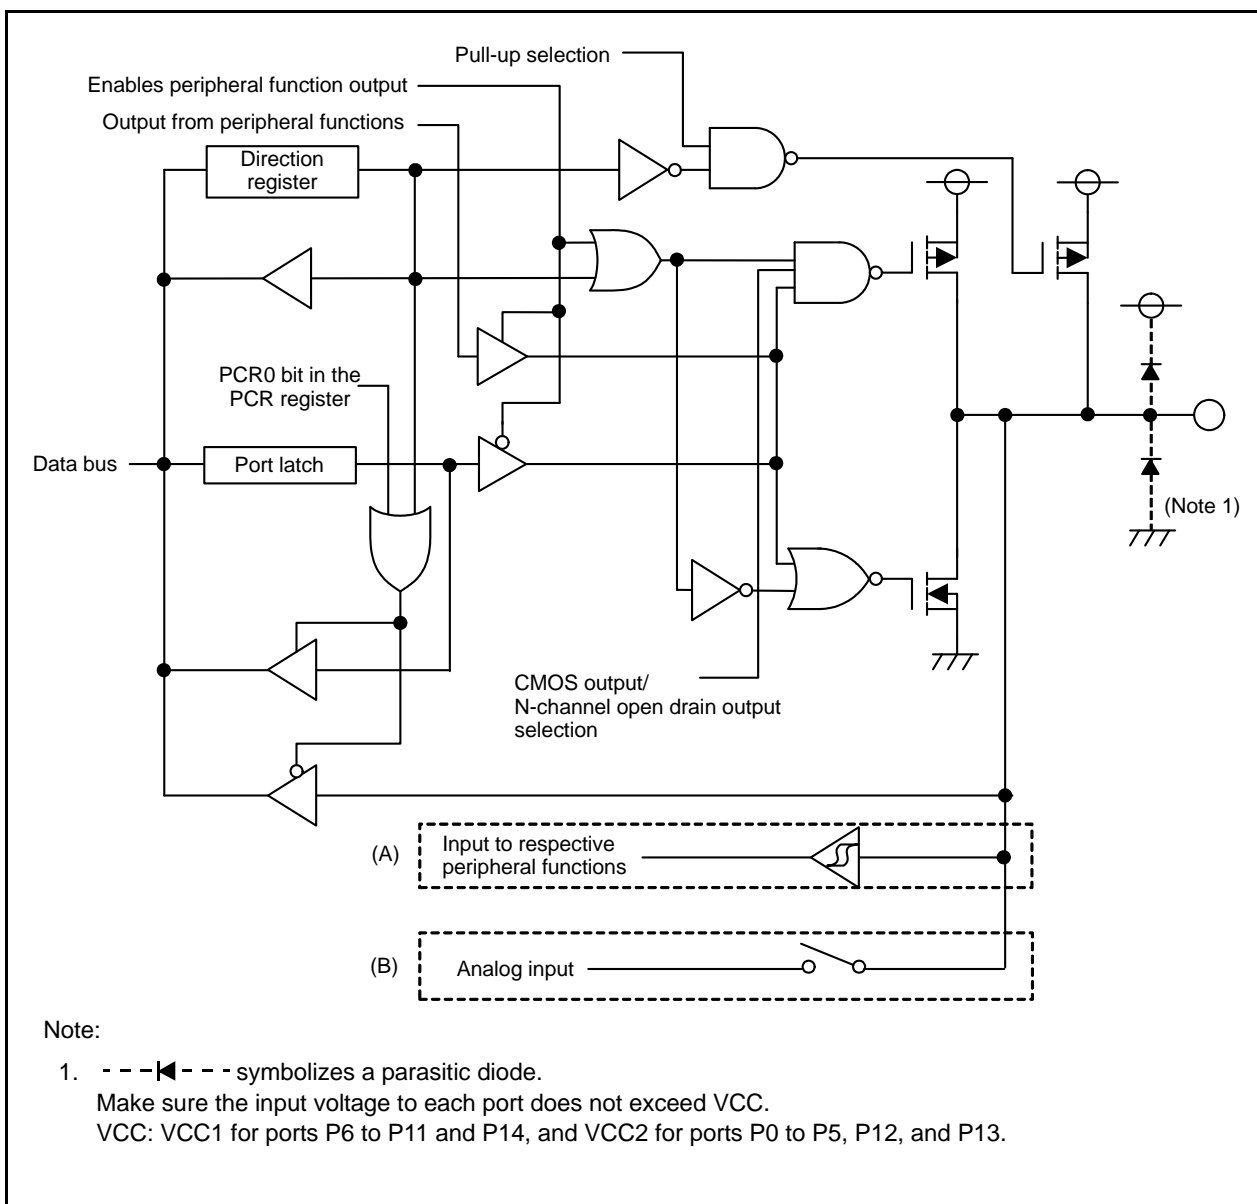 Pull-up selection
Enables peripheral function output
Output from peripheral functions
Direction
register
PCR0 bit in the
PCR register
Data bus
Port latch
(Note 1)
CMOS output/
N-channel open drain output
selection
(A)
Input to respective
peripheral functions
(B)
Analog input
Note:
1. symbolizes a parasitic diode.
Make sure the input voltage to each port does not exceed VCC.
VCC: VCC1 for ports P6 to P11 and P14, and VCC2 for ports P0 to P5, P12, and P13.